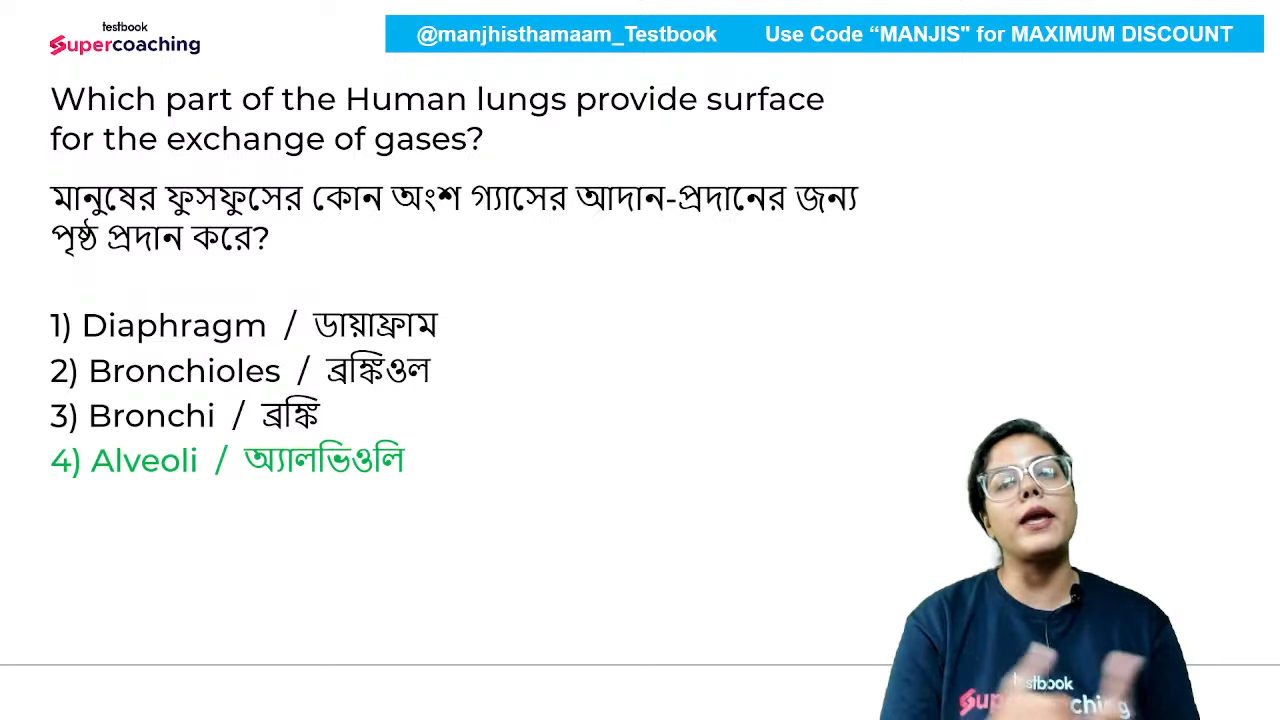 testbook
Supercoaching
@manjhisthamaam_Testbook Use Code “MANJIS" for MAXIMUM DISCOUNT
Which part of the Human lungs provide surface
for the exchange of gases?
মানুষের ফুসফুসের কোন অংশ গ্যাসের আদান-প্রদানের জন্য
পৃষ্ঠ প্রদান করে?
1) Diaphragm / ডায়াফ্রাম
2) Bronchioles / ব্রঙ্কিওল
3) Bronchi / ব্রঙ্কি
4) Alveoli / অ্যালভিওলি
testbook